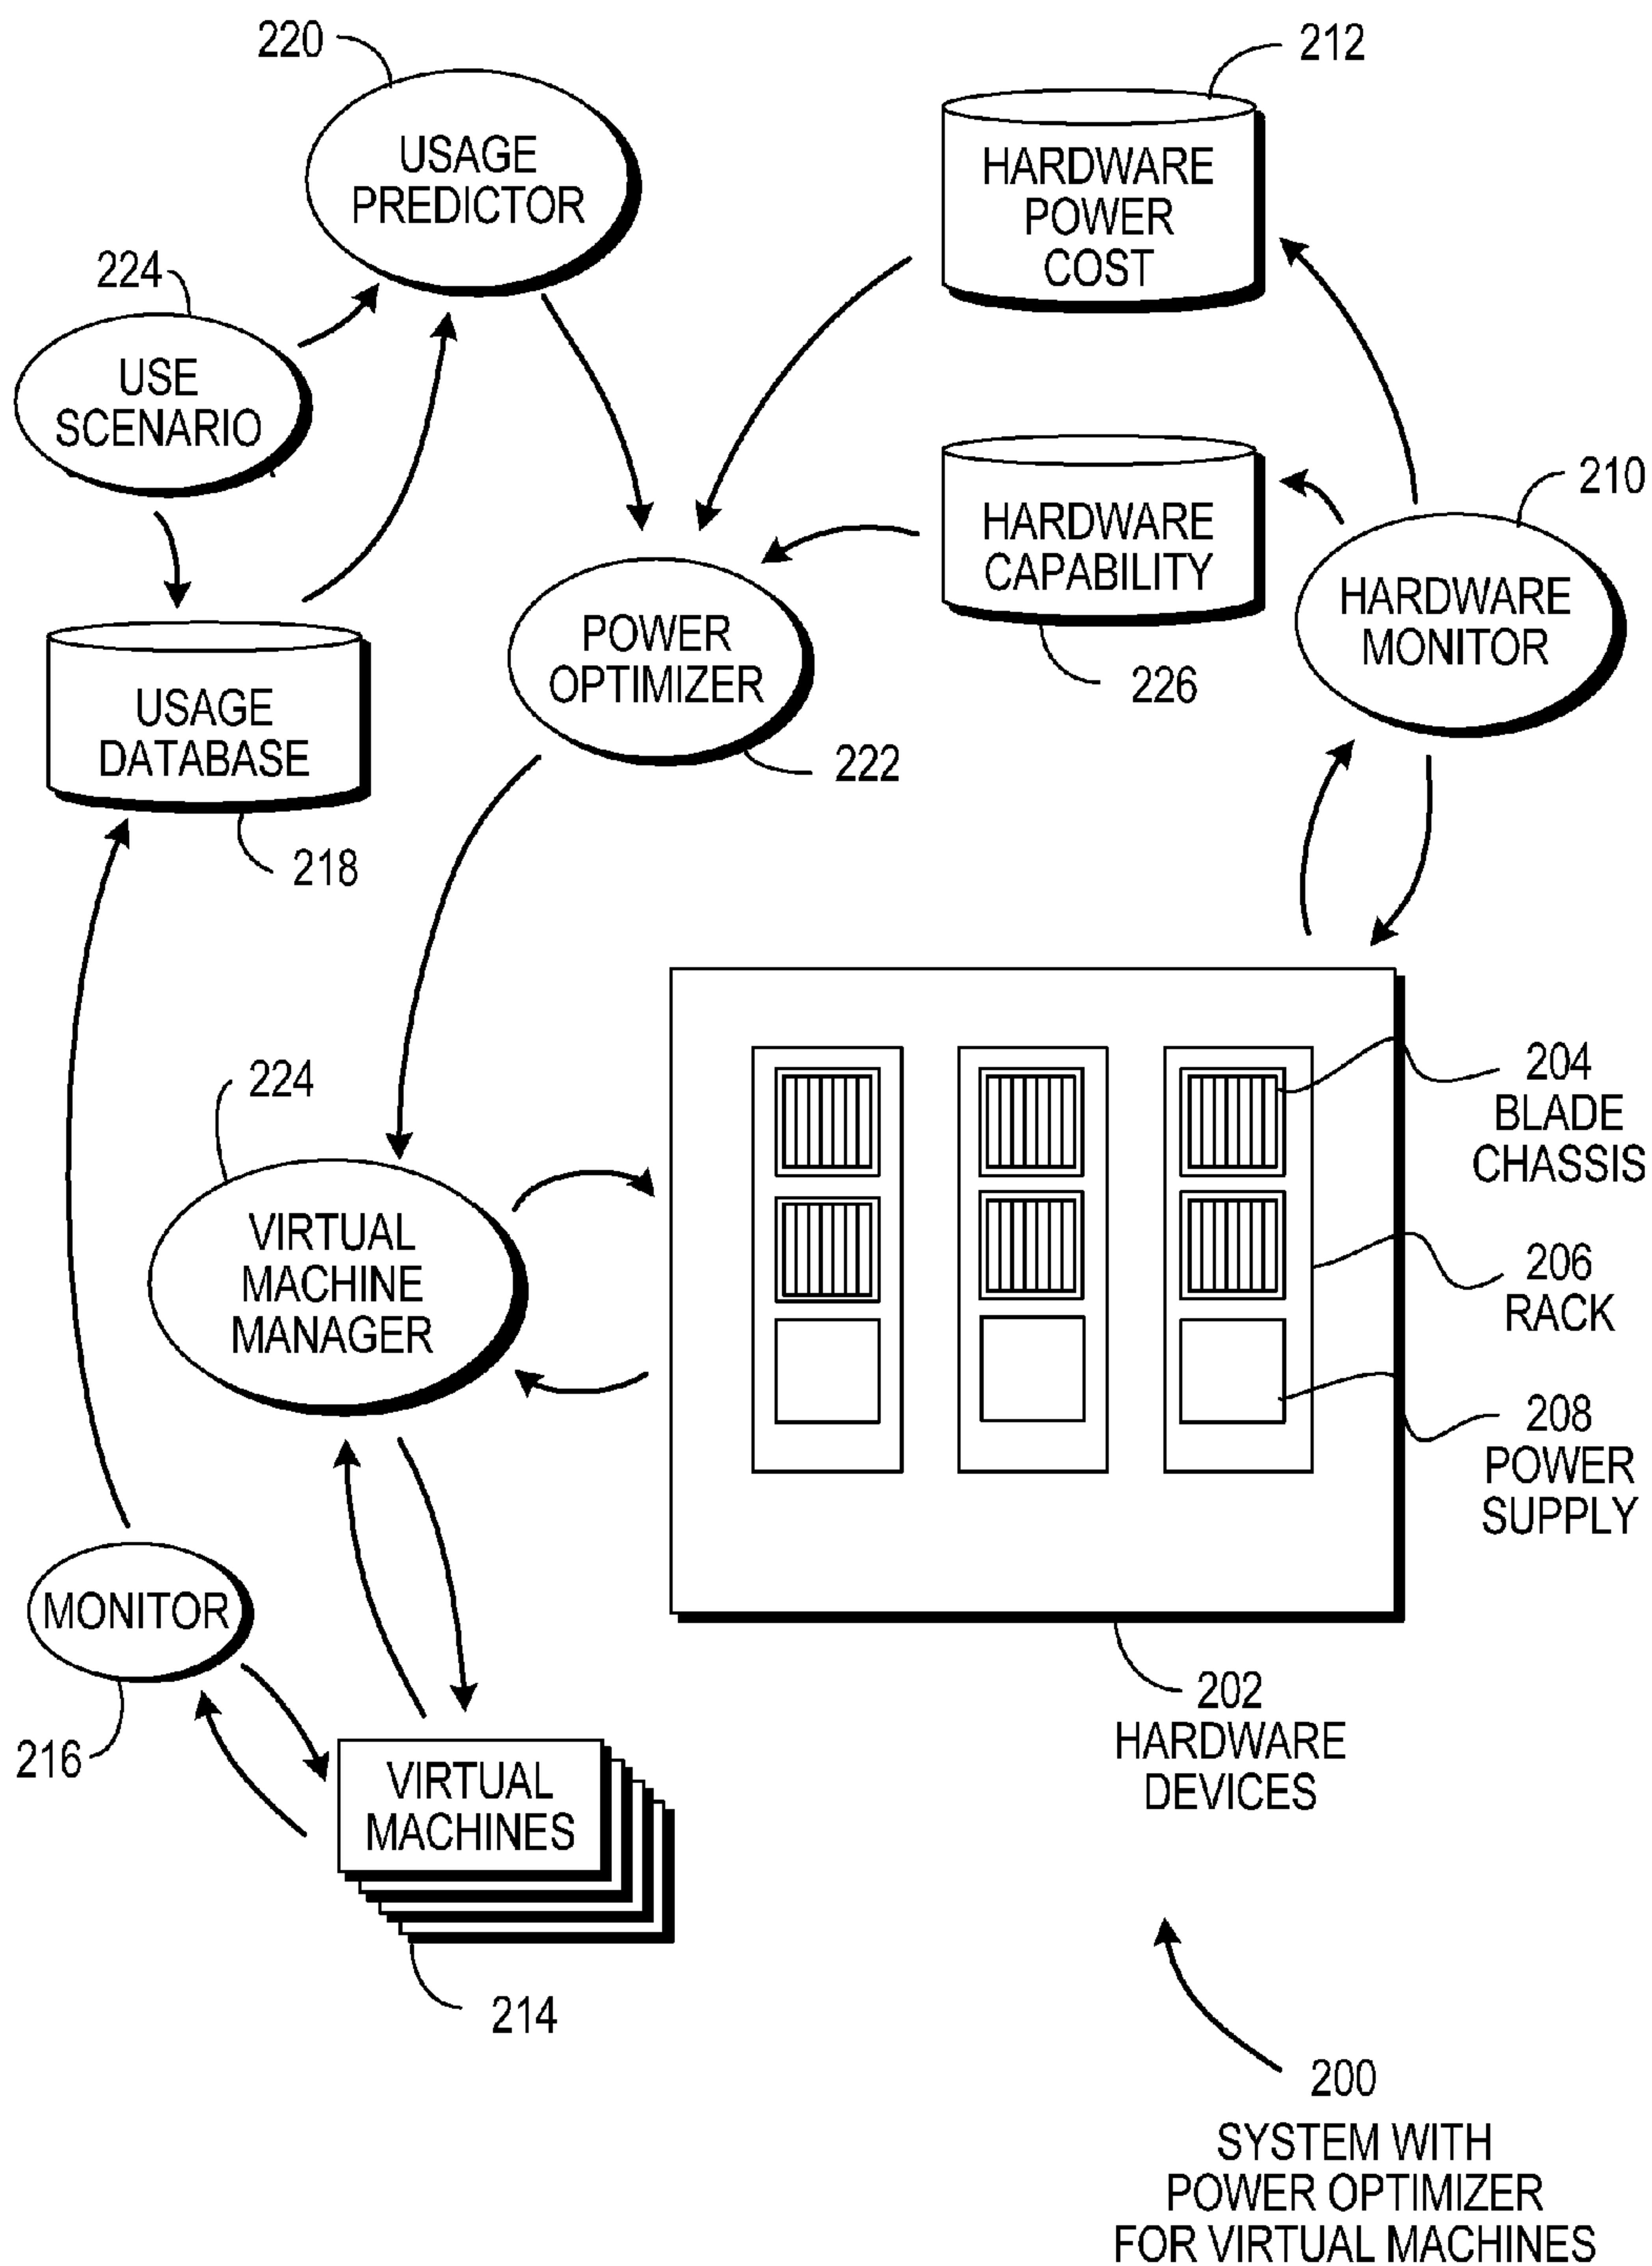 220
USAGE
PREDICTOR
212
HARDWARE
POWER
COST
224
USE
SCENARIO
210
HARDWARE
MONITOR
HARDWARE
CAPABILITY
226
POWER
OPTIMIZER
222
USAGE
DATABASE
218
224
VIRTUAL
MACHINE
MANAGER
204
BLADE
CHASSIS
206
RACK
208
POWER
SUPPLY
MONITOR
216
VIRTUAL
MACHINES
214
202
HARDWARE
DEVICES
200
SYSTEM WITH
POWER OPTIMIZER
FOR VIRTUAL MACHINES